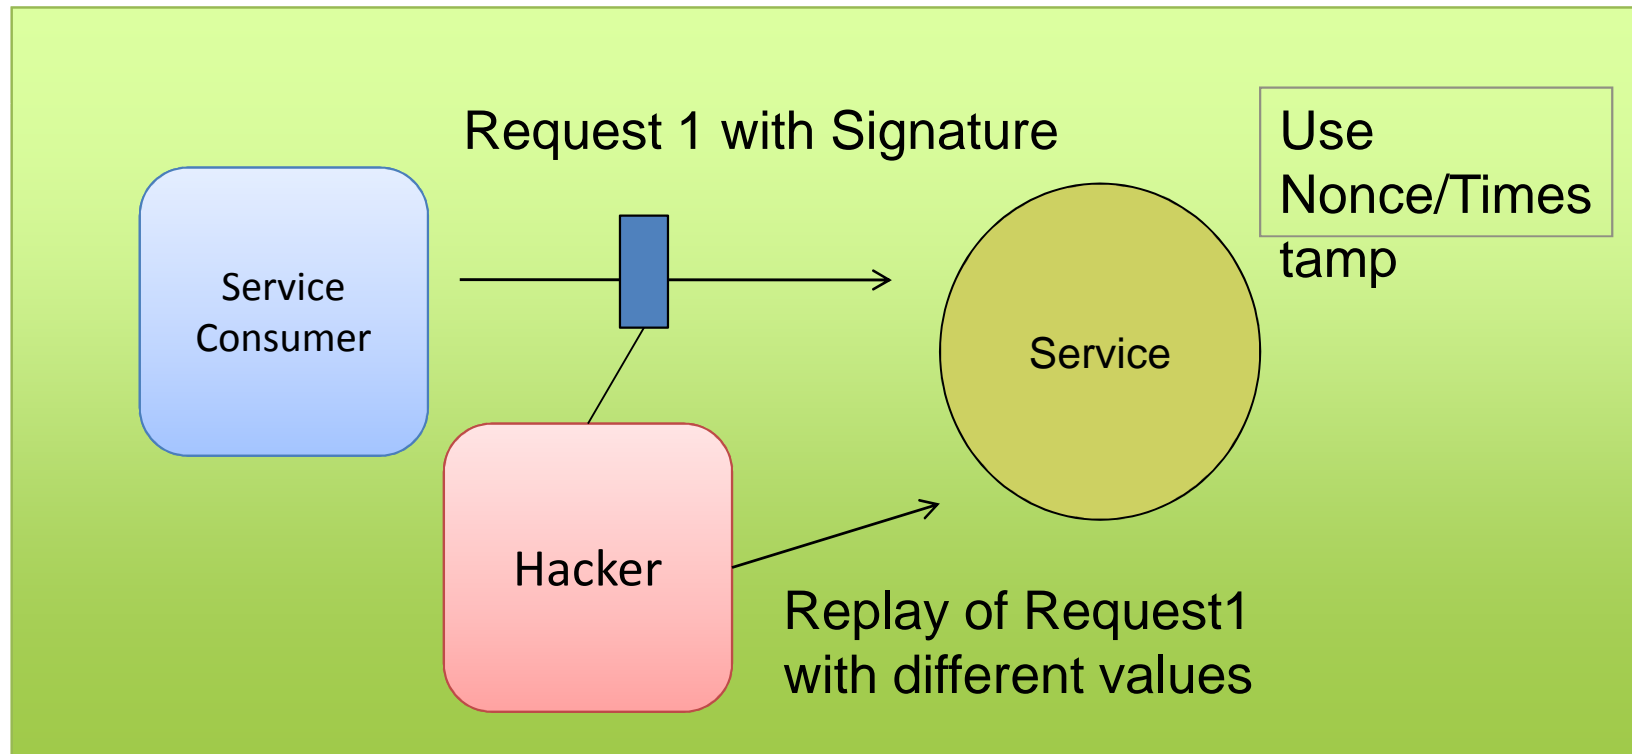 Request 1 with Signature
Use
Nonce/Times
tamp
Service
Consumer
Service
Hacker
Replay of Request1
with different values